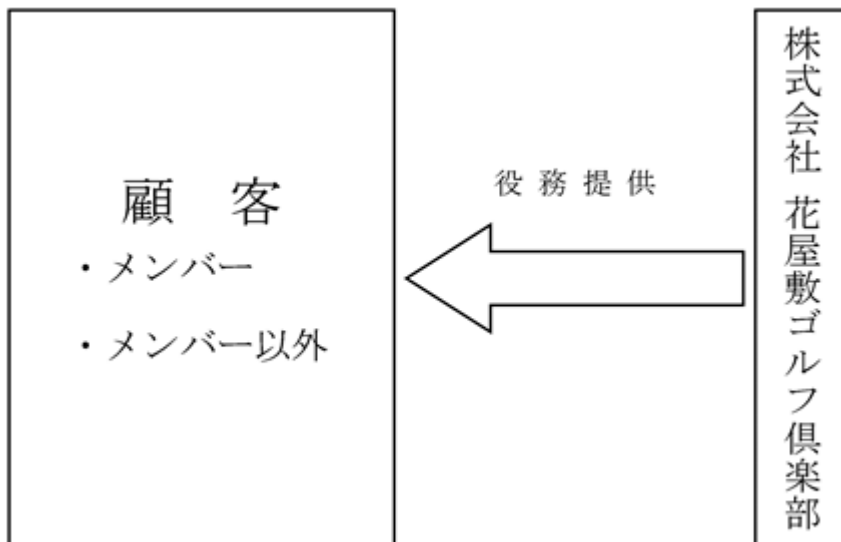 顧　客
・メンバー
・メンバー以外
役務提供
株式会社 花屋敷ゴルフ倶楽部